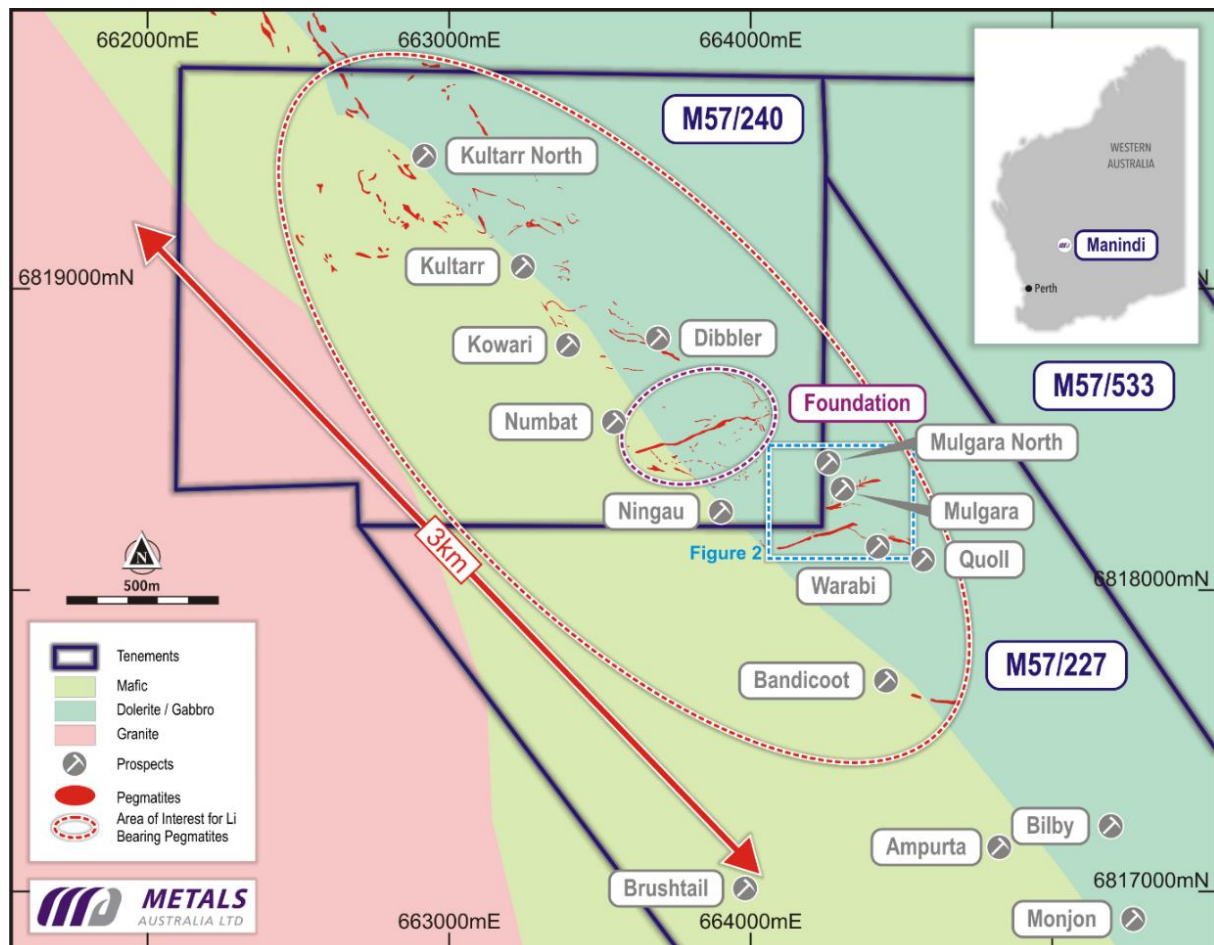 662000mE
663000mE
664000mE
M57/240
Kultarr North
WESTERN
AUSTRALIA
Manindi
Perth
Kultarr
6819000mN
N
Kowari
Dibbler
M57/533
Foundation
Numbat
Mulgara North
Ningau
Mulgara
Figure 2
Quoll
3km
Warabi
N
500m
6818000mN
M57/227
Bandicoot
Tenements
Mafic
Dolerite / Gabbro
Granite
Prospects
Pegmatites
Area of Interest for Li
Bearing Pegmatites
Bilby
Ampurta
Brushtail
6817000mN
METALS
AUSTRALIA LTD
663000mE
664000mE
Monjon